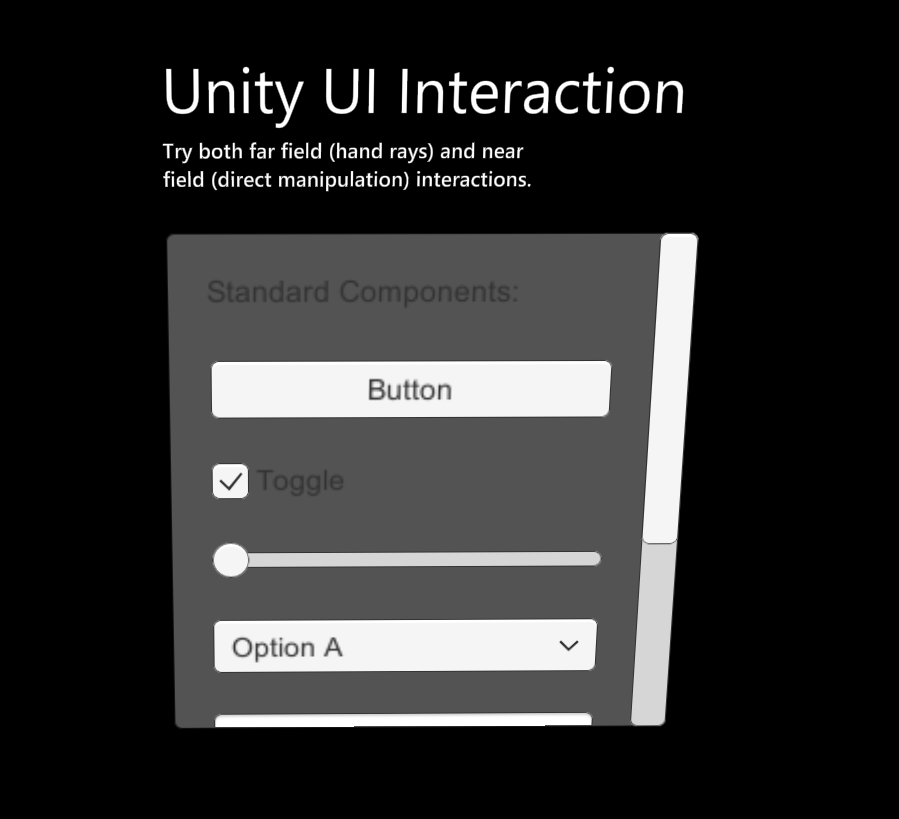 Unity UI Interaction
Try both far field (hand rays) and near
field (direct manipulation) interactions.
Standard Components:
Button
Toggle
Option A